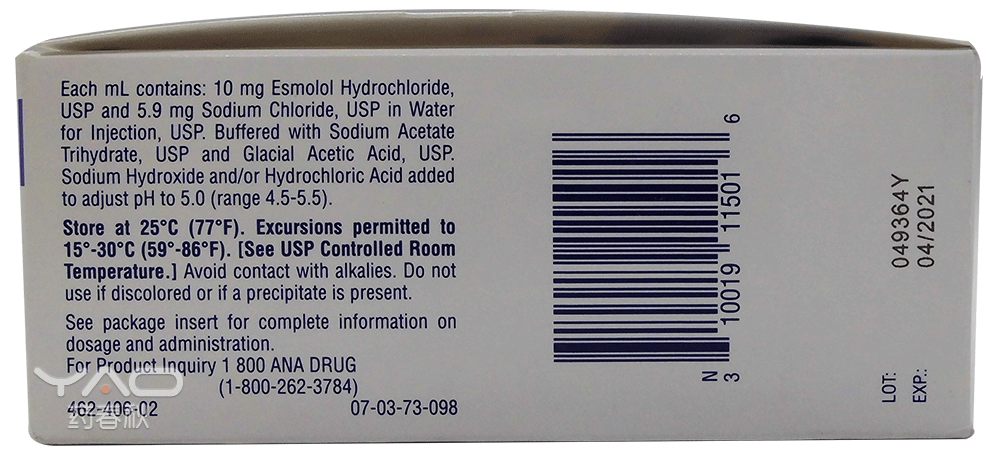 Each mL contains: 10 mg Esmolol Hydrochloride,
USP and 5.9 mg Sodium Chloride, USP in Water
for Injection, USP. Buffered with Sodium Acetate
Trihydrate, USP and Glacial Acetic Acid, USP.
Sodium Hydroxide and/or Hydrochloric Acid added
to adjust pH to 5.0 (range 4.5-5.5).
Store at 25°C (77°F). Excursions permitted to
15°-30°C (59°-86°F). [See USP Controlled Room
Temperature.] Avoid contact with alkalies. Do not
use if discolored or if a precipitate is present.
See package insert for complete information on
dosage and administration.
For Product Inquiry 1 800 ANA DRUG
(1-800-262-3784)
462-406-02 07-03-73-098
YAO
药春秋
N
3 10019 11501 6
LOT: 049364Y
EXP.: 04/2021